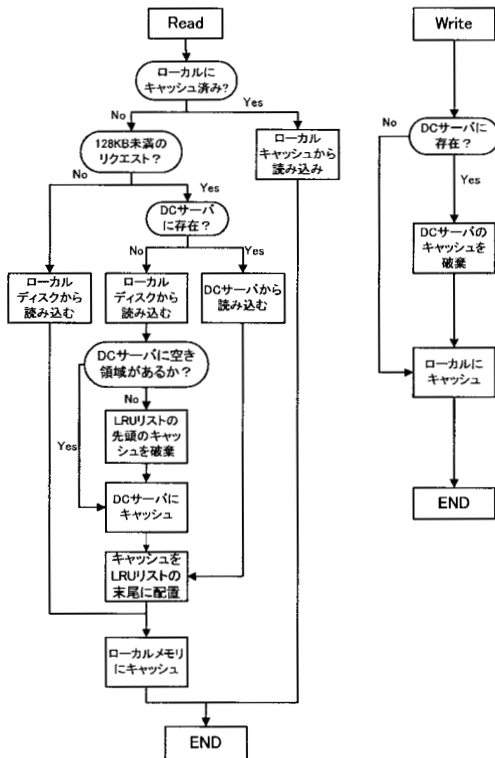 Read
ローカルに
キャッシュ済み?
No
Yes
128KB未満の
リクエスト?
ローカル
キャッシュから
読み込み
No
Yes
DCサーバ
に存在?
No
Yes
ローカル
ディスクから
読み込む
ローカル
ディスクから
読み込む
DCサーバから
読み込む
DCサーバに空き
領域があるか?
No
Yes
LRUリストの
先頭のキャッ
シュを破棄
DCサーバに
キャッシュ
キャッシュを
LRUリストの
末尾に配置
ローカルメモリ
にキャッシュ
END
Write
No
DCサーバに
存在?
Yes
DCサーバの
キャッシュを
破棄
ローカルに
キャッシュ
END